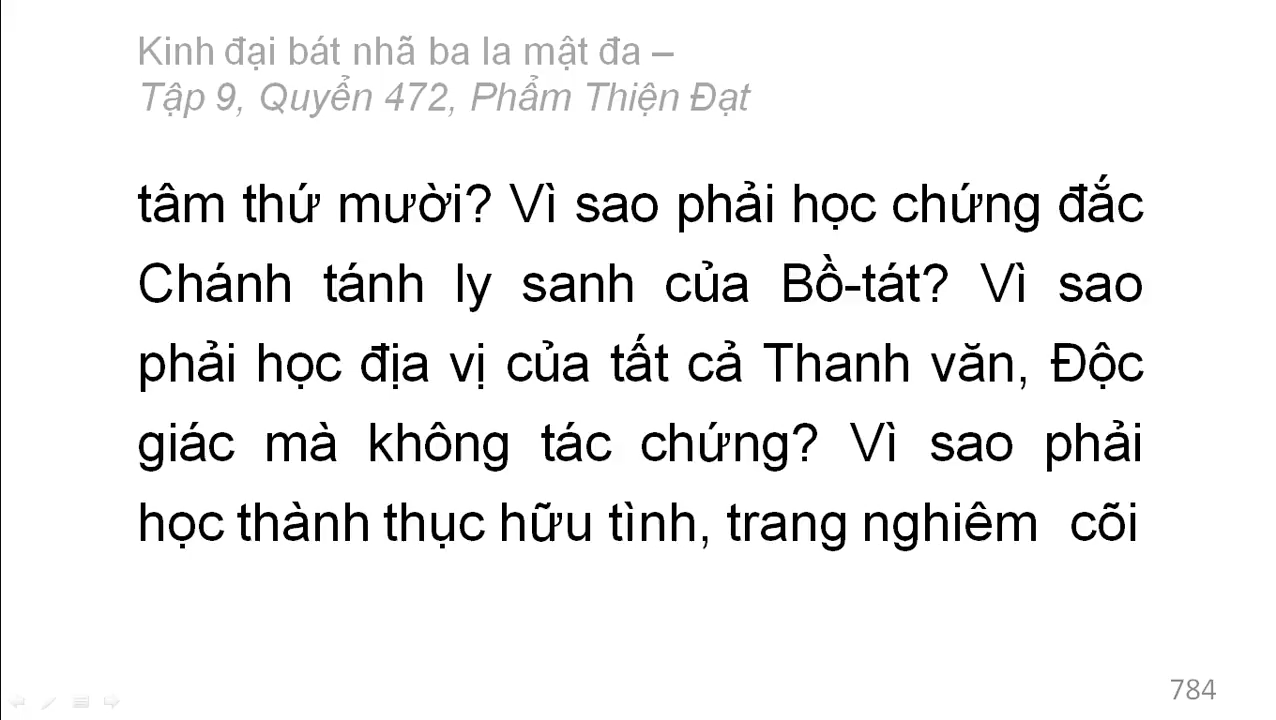 Kinh đại bát nhã ba la mật đa –
Tập 9, Quyển 472, Phẩm Thiện Đạt
tâm thứ mười? Vì sao phải học chứng đắc
Chánh tánh ly sanh của Bồ-tát? Vì sao
phải học địa vị của tất cả Thanh văn, Độc
giác mà không tác chứng? Vì sao phải
học thành thục hữu tình, trang nghiêm cõi
784